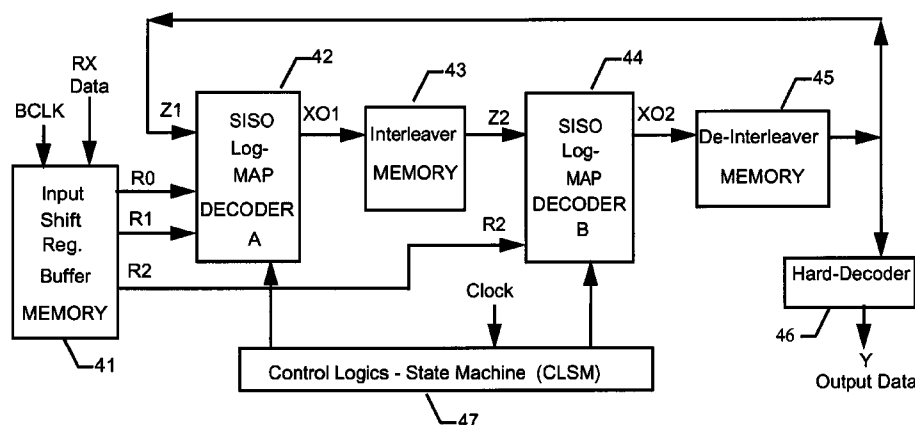 RX
Data
BCLK
Input
Shift
Reg.
Buffer
MEMORY
41
R0
R1
R2
Z1
42
SISO
Log-
MAP
DECODER
A
XO1
43
Interleaver
MEMORY
Z2
R2
44
SISO
Log-
MAP
DECODER
B
XO2
45
De-Interleaver
MEMORY
Hard-Decoder
46
Y
Output Data
Clock
Control Logics - State Machine (CLSM)
47